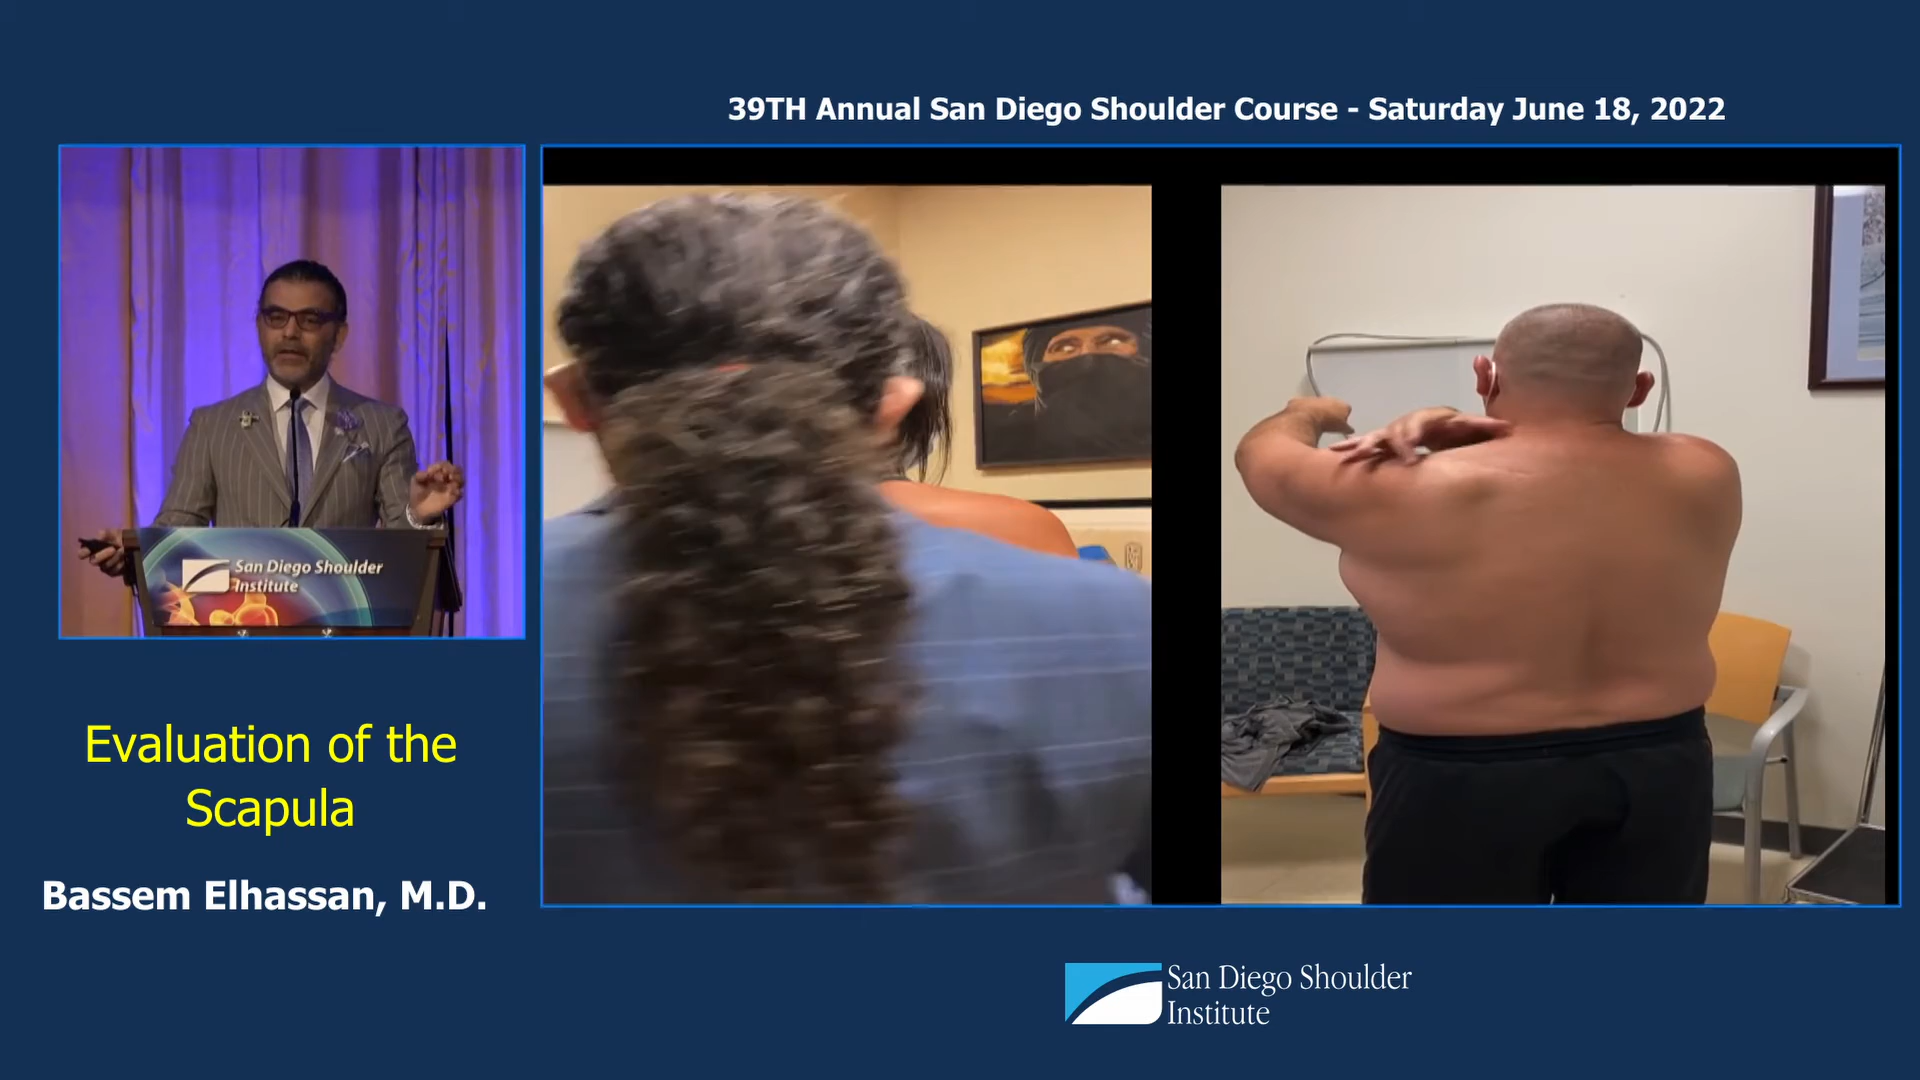 39TH Annual San Diego Shoulder Course - Saturday June 18, 2022
San Diego Shoulder
Institute
Evaluation of the
Scapula
Bassem Elhassan, M.D.
San Diego Shoulder
Institute